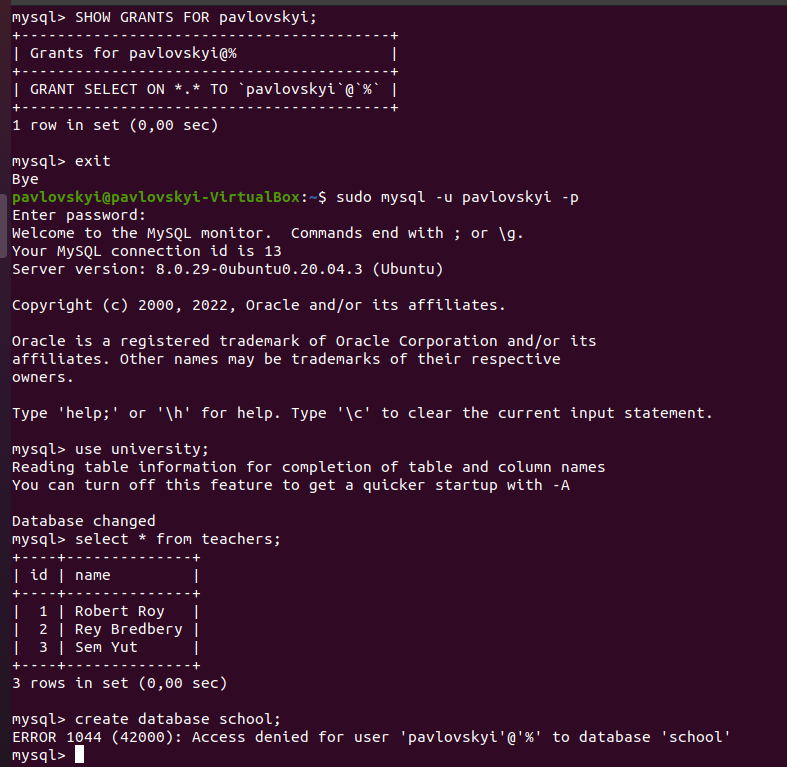 mysql> SHOW GRANTS FOR pavlovskyi;
+-----------------------------------------+
| Grants for pavlovskyi@%                 |
+-----------------------------------------+
| GRANT SELECT ON *.* TO `pavlovskyi`@`%` |
+-----------------------------------------+
1 row in set (0,00 sec)

mysql> exit
Bye
pavlovskyi@pavlovskyi-VirtualBox:~$ sudo mysql -u pavlovskyi -p
Enter password:
Welcome to the MySQL monitor.  Commands end with ; or \g.
Your MySQL connection id is 13
Server version: 8.0.29-0ubuntu0.20.04.3 (Ubuntu)

Copyright (c) 2000, 2022, Oracle and/or its affiliates.

Oracle is a registered trademark of Oracle Corporation and/or its
affiliates. Other names may be trademarks of their respective
owners.

Type 'help;' or '\h' for help. Type '\c' to clear the current input statement.

mysql> use university;
Reading table information for completion of table and column names
You can turn off this feature to get a quicker startup with -A

Database changed
mysql> select * from teachers;
+----+--------------+
| id | name         |
+----+--------------+
|  1 | Robert Roy   |
|  2 | Rey Bredbery |
|  3 | Sem Yut      |
+----+--------------+
3 rows in set (0,00 sec)

mysql> create database school;
ERROR 1044 (42000): Access denied for user 'pavlovskyi'@'%' to database 'school'
mysql>